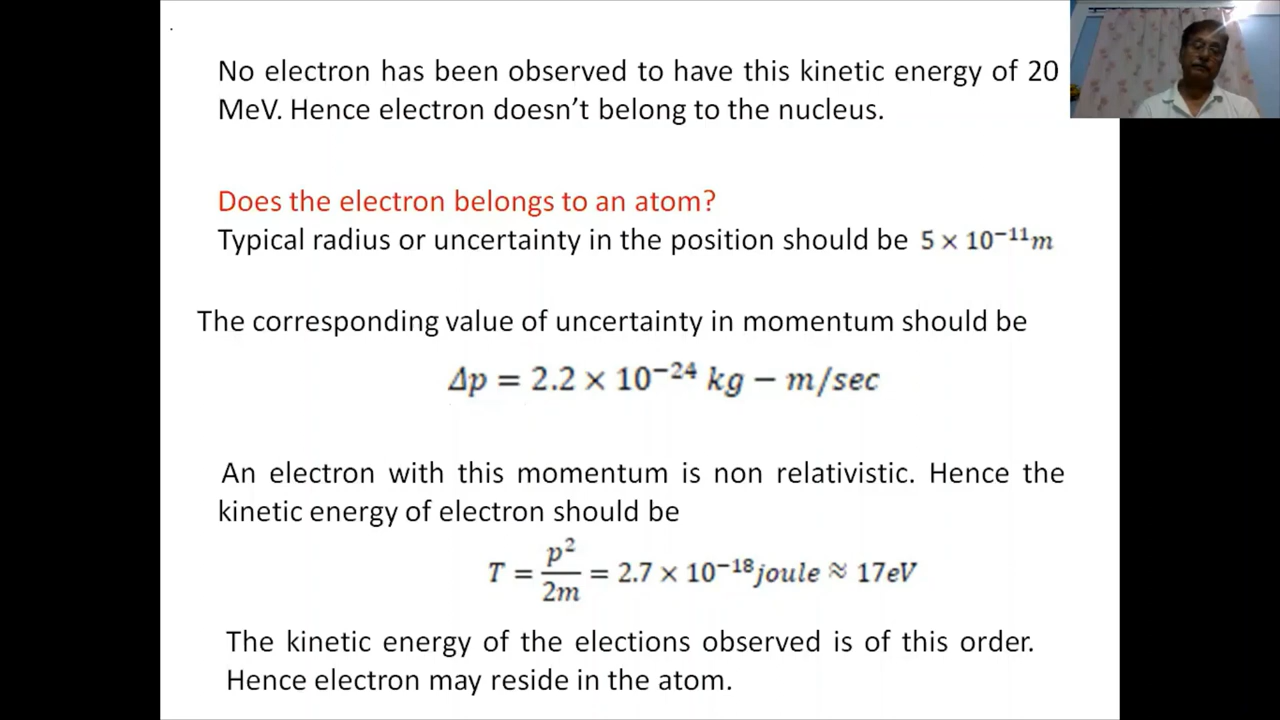 No electron has been observed to have this kinetic energy of 20
MeV. Hence electron doesn’t belong to the nucleus.
Does the electron belongs to an atom?
Typical radius or uncertainty in the position should be 5 × 10⁻¹¹m
The corresponding value of uncertainty in momentum should be
Δp = 2.2 × 10⁻²⁴ kg − m/sec
An electron with this momentum is non relativistic. Hence the
kinetic energy of electron should be
T = p²/2m = 2.7 × 10⁻¹⁸joule ≈ 17eV
The kinetic energy of the elections observed is of this order.
Hence electron may reside in the atom.